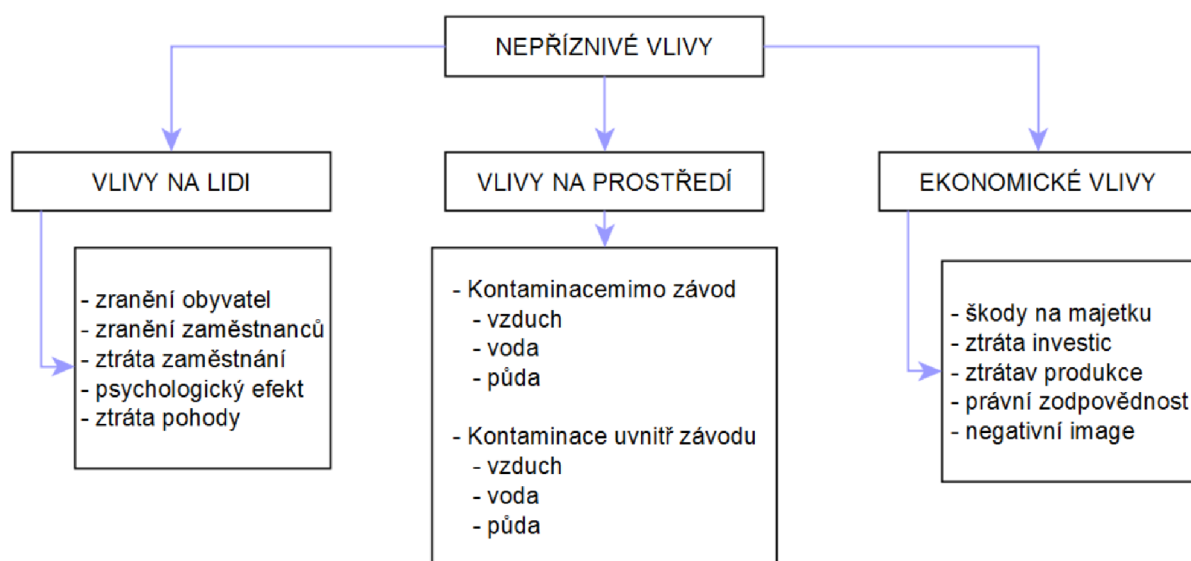 NEPŘÍZNIVÉ VLIVY
VLIVY NA LIDI
- zranění obyvatel
- zranění zaměstnanců
- ztráta zaměstnání
- psychologický efekt
- ztráta pohody
VLIVY NA PROSTŘEDÍ
- Kontaminacemimo závod
- vzduch
- voda
- půda
- Kontaminace uvnitř závodu
- vzduch
- voda
- půda
EKONOMICKÉ VLIVY
- škody na majetku
- ztráta investic
- ztrátav produkce
- právní zodpovědnost
- negativní image